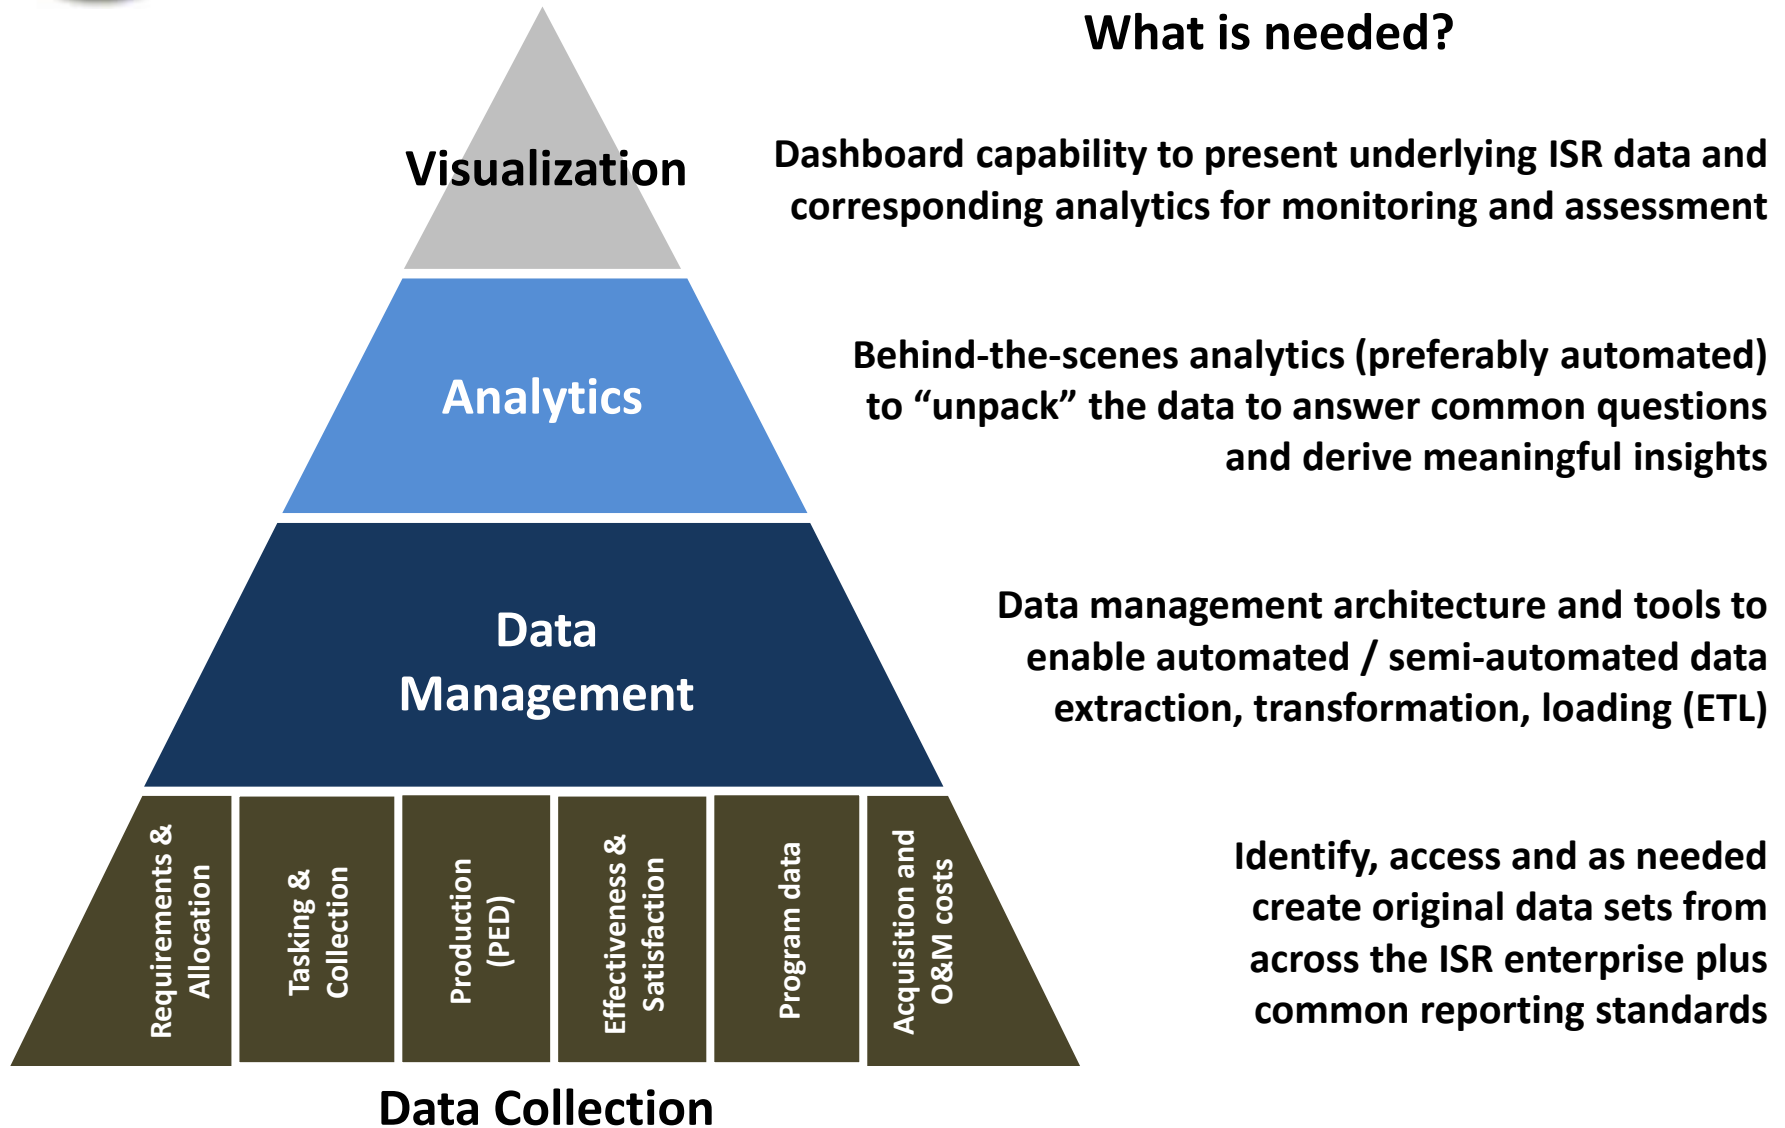 What is needed?
Visualization
Dashboard capability to present underlying ISR data and
corresponding analytics for monitoring and assessment
Analytics
Behind-the-scenes analytics (preferably automated)
to “unpack” the data to answer common questions
and derive meaningful insights
Data
Management
Data management architecture and tools to
enable automated / semi-automated data
extraction, transformation, loading (ETL)
Requirements &
Allocation
Tasking &
Collection
Production
(PED)
Effectiveness &
Satisfaction
Program data
Acquisition and
O&M costs
Identify, access and as needed
create original data sets from
across the ISR enterprise plus
common reporting standards
Data Collection